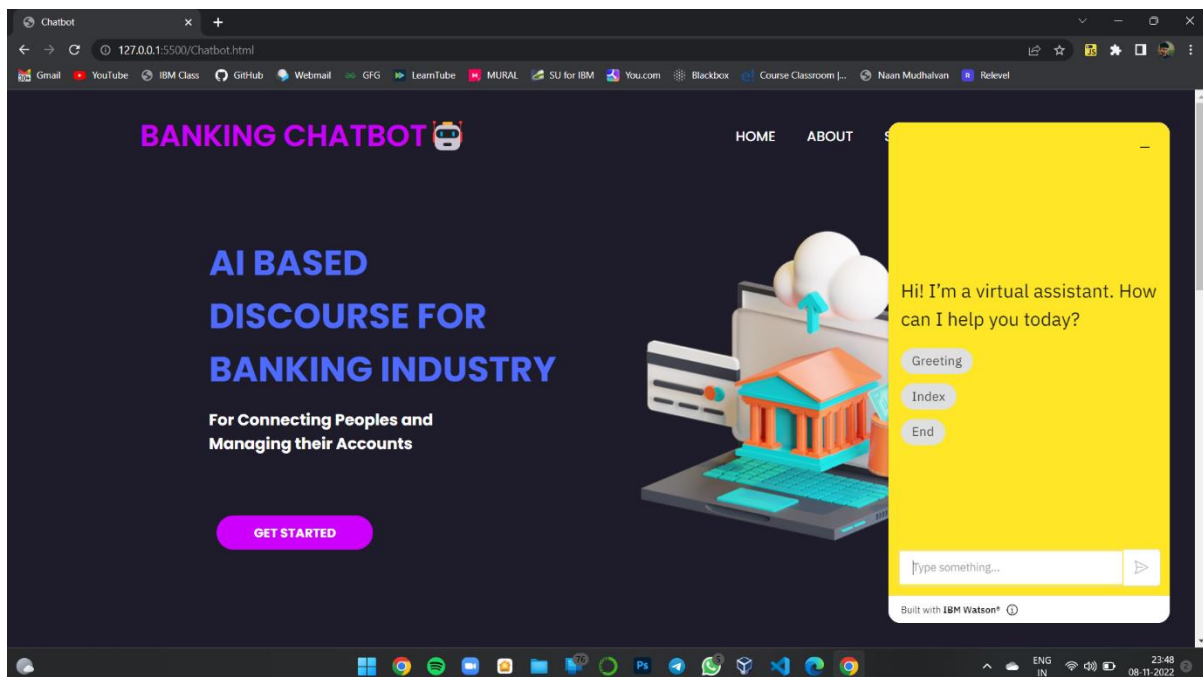 Chatbot
127.0.0.1:5500/Chatbot.html
Gmail YouTube IBM Class GitHub Webmail GFG LearnTube MURAL SU for IBM You.com Blackbox Course Classroom |... Naan Mudhalvan Relevel
BANKING CHATBOT
HOME ABOUT S
AI BASED
DISCOURSE FOR
BANKING INDUSTRY
For Connecting Peoples and
Managing their Accounts
GET STARTED
Hi! I'm a virtual assistant. How
can I help you today?
Greeting
Index
End
Type something...
Built with IBM Watson®
ENG
IN
23:48
08-11-2022